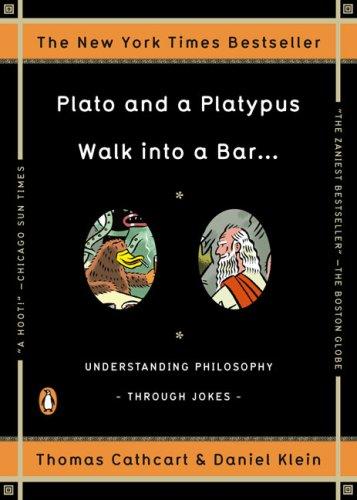 The New York Times Bestseller
Plato and a Platypus
Walk into a Bar...
"A HOOT!" —CHICAGO SUN TIMES
"THE ZANIEST BESTSELLER" — THE BOSTON GLOBE
UNDERSTANDING PHILOSOPHY
- THROUGH JOKES -
Thomas Cathcart & Daniel Klein